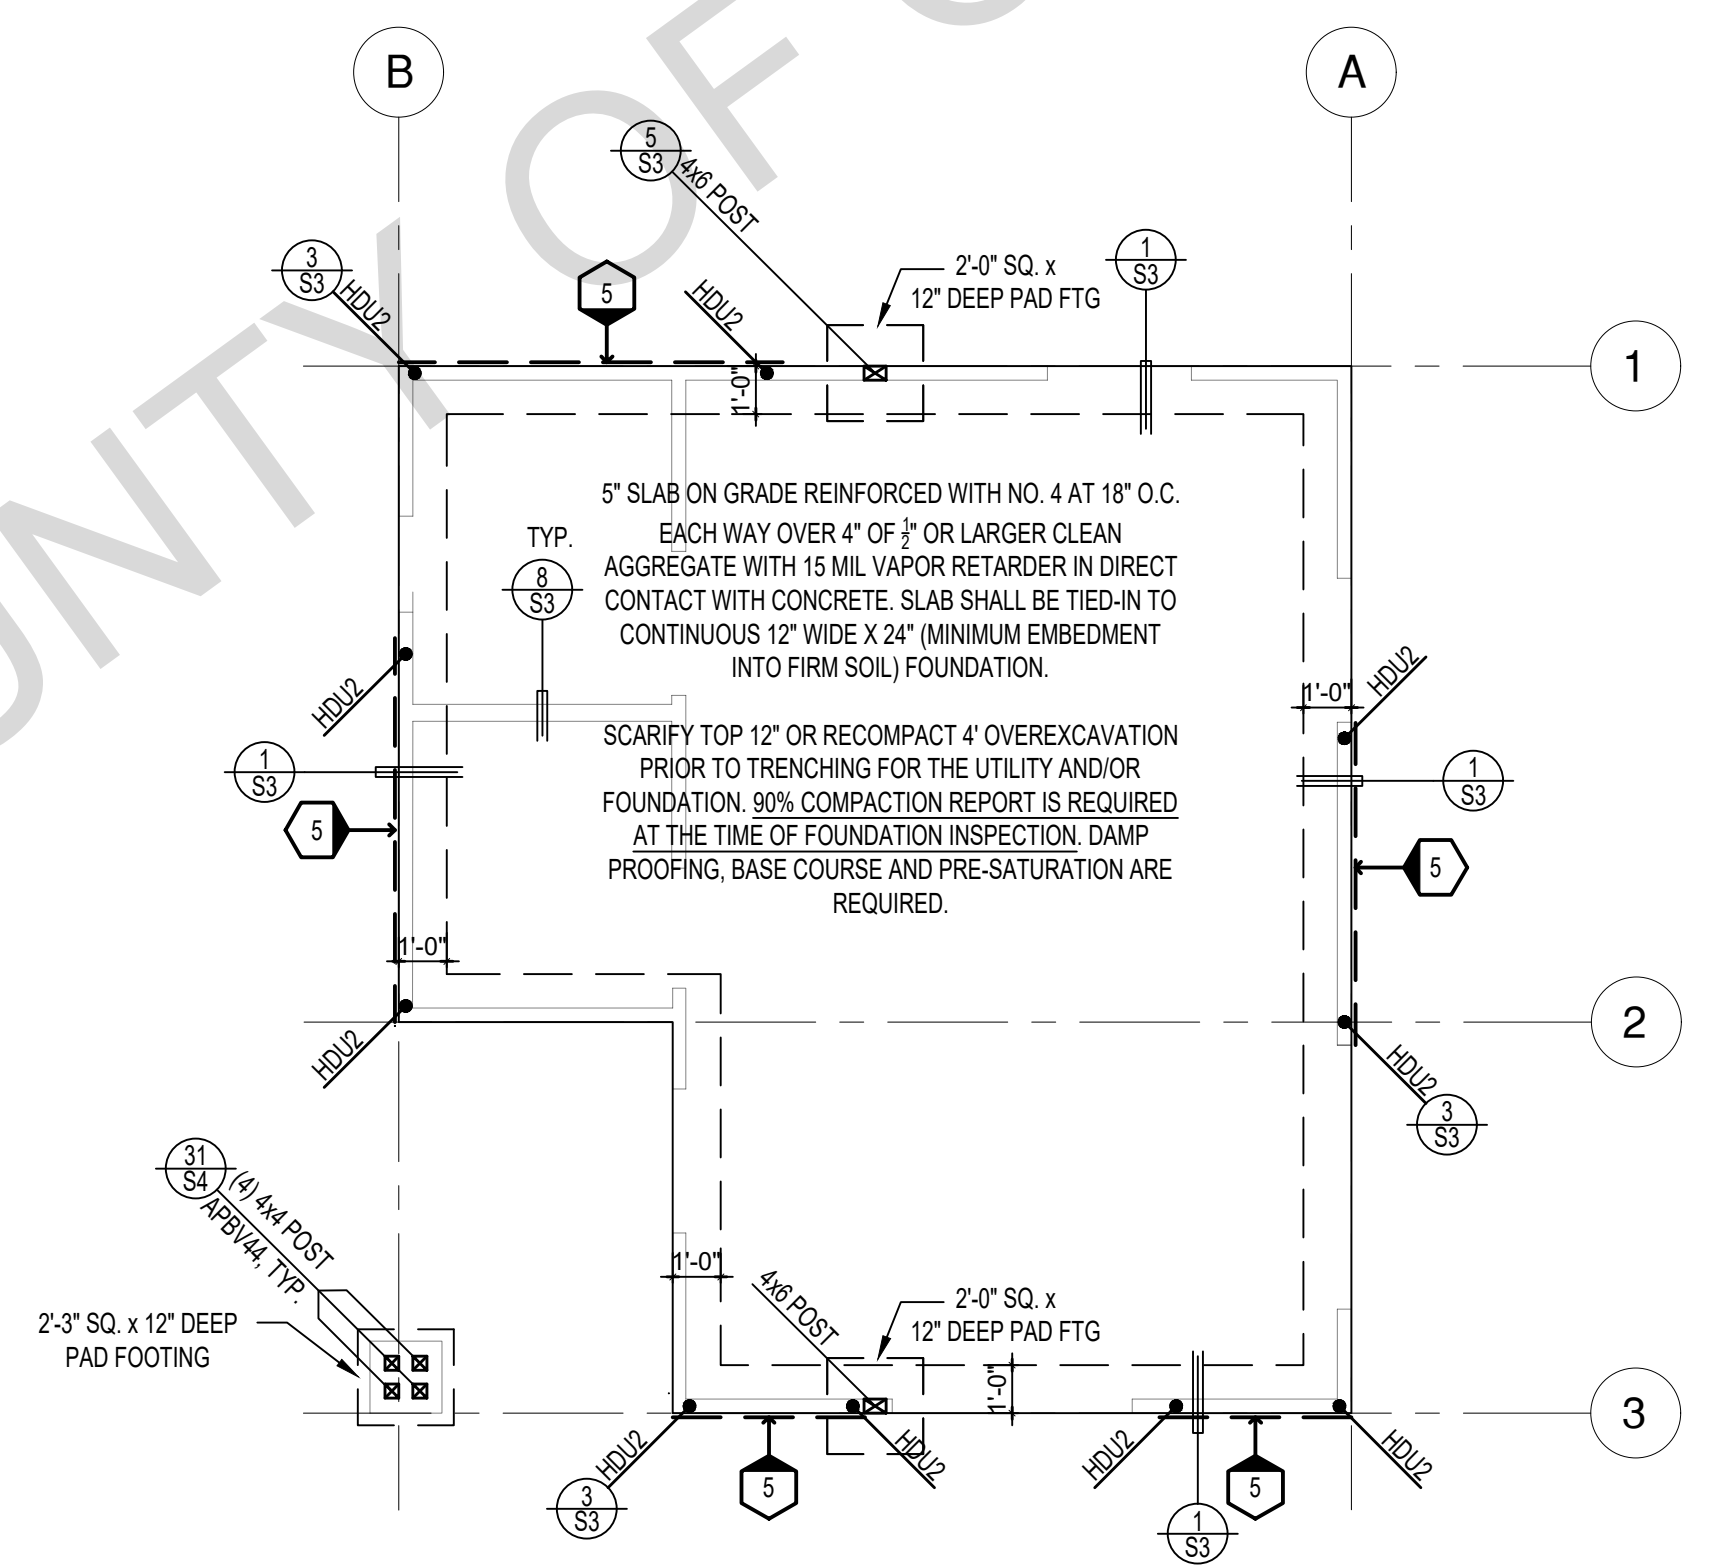 UNTY OF
B
A
5
S3
4x6 POST
3
S3
HDU2
5
HDU2
2'-0" SQ. x
12" DEEP PAD FTG
1
S3
1
1'-0"
5" SLAB ON GRADE REINFORCED WITH NO. 4 AT 18" O.C.
EACH WAY OVER 4" OF ½" OR LARGER CLEAN
AGGREGATE WITH 15 MIL VAPOR RETARDER IN DIRECT
CONTACT WITH CONCRETE. SLAB SHALL BE TIED-IN TO
CONTINUOUS 12" WIDE X 24" (MINIMUM EMBEDMENT
INTO FIRM SOIL) FOUNDATION.
TYP.
8
S3
HDU2
HDU2
1'-0"
SCARIFY TOP 12" OR RECOMPACT 4' OVEREXCAVATION
PRIOR TO TRENCHING FOR THE UTILITY AND/OR
FOUNDATION. 90% COMPACTION REPORT IS REQUIRED
AT THE TIME OF FOUNDATION INSPECTION. DAMP
PROOFING, BASE COURSE AND PRE-SATURATION ARE
REQUIRED.
1
S3
5
1
S3
5
1'-0"
HDU2
2
HDU2
3
S3
31
S4
(4) 4x4 POST
APBV44, TYP.
2'-3" SQ. x 12" DEEP
PAD FOOTING
1'-0"
4x6 POST
2'-0" SQ. x
12" DEEP PAD FTG
1'-0"
3
HDU2
3
S3
5
HDU2
HDU2
1
S3
5
HDU2